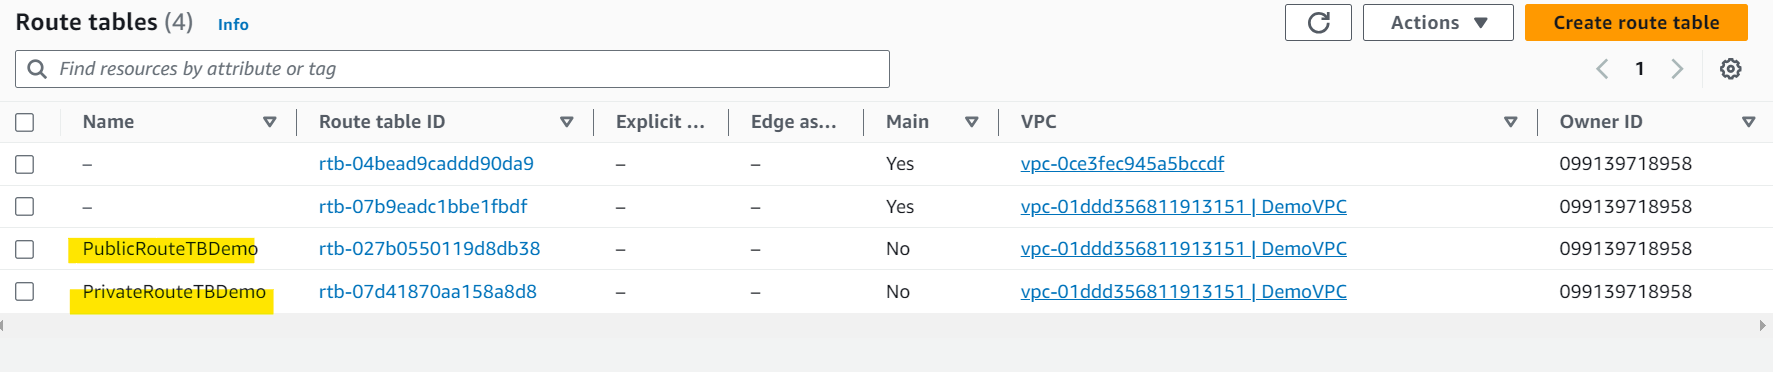 Route tables (4) Info
Actions
Create route table
Find resources by attribute or tag
1
Name Route table ID Explicit ... Edge as... Main VPC Owner ID
– rtb-04bead9caddd90da9 – – Yes vpc-0ce3fec945a5bccdf 099139718958
– rtb-07b9eadc1bbe1fbdf – – Yes vpc-01ddd356811913151 | DemoVPC 099139718958
PublicRouteTBDemo rtb-027b0550119d8db38 – – No vpc-01ddd356811913151 | DemoVPC 099139718958
PrivateRouteTBDemo rtb-07d41870aa158a8d8 – – No vpc-01ddd356811913151 | DemoVPC 099139718958